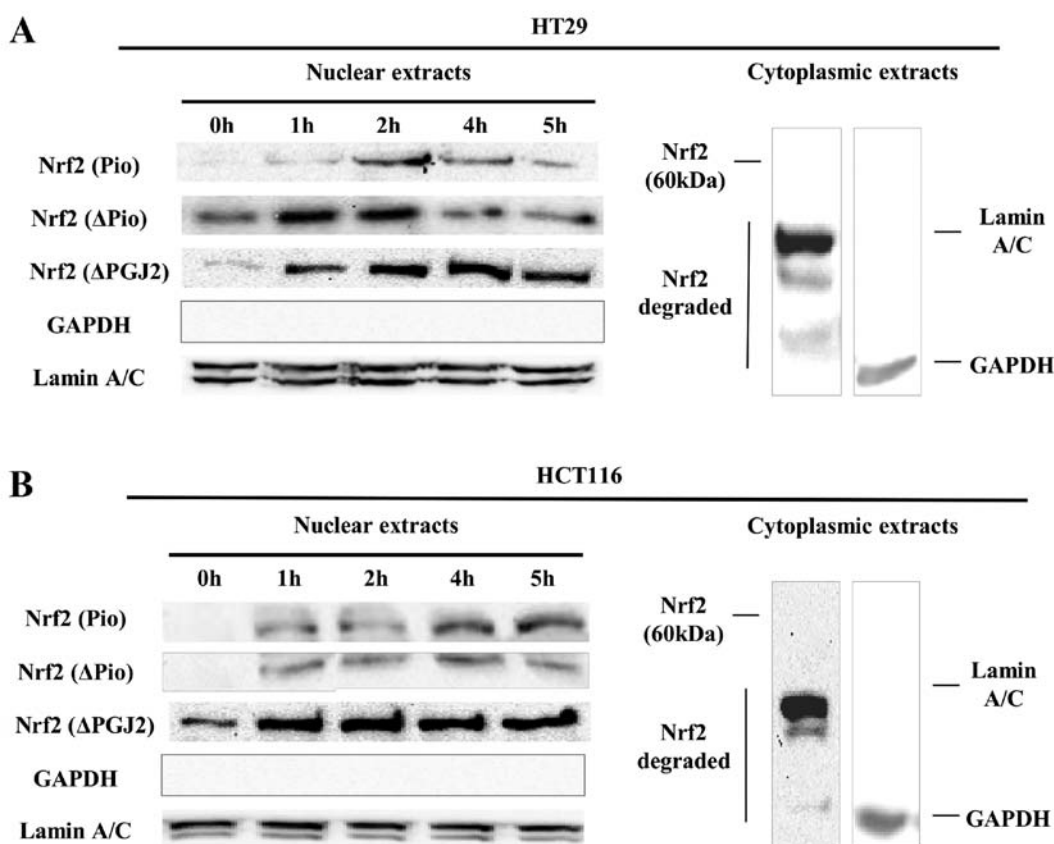 A
HT29
Nuclear extracts
Cytoplasmic extracts
0h 1h 2h 4h 5h
Nrf2 (Pio)
Nrf2 (ΔPio)
Nrf2 (ΔPGJ2)
GAPDH
Lamin A/C
Nrf2
(60kDa)
Nrf2
degraded
Lamin
A/C
GAPDH
B
HCT116
Nuclear extracts
Cytoplasmic extracts
0h 1h 2h 4h 5h
Nrf2 (Pio)
Nrf2 (ΔPio)
Nrf2 (ΔPGJ2)
GAPDH
Lamin A/C
Nrf2
(60kDa)
Nrf2
degraded
Lamin
A/C
GAPDH